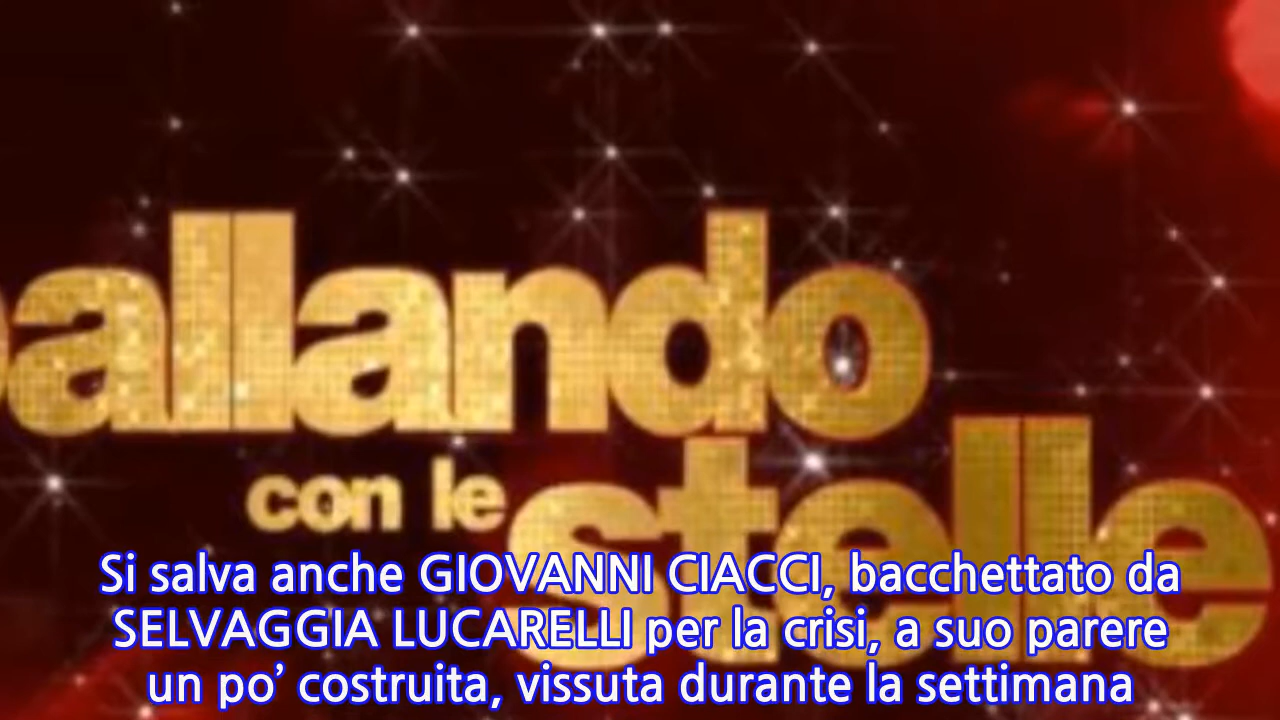 ballando
con le
stelle
Si salva anche GIOVANNI CIACCI, bacchettato da
SELVAGGIA LUCARELLI per la crisi, a suo parere
un po’ costruita, vissuta durante la settimana